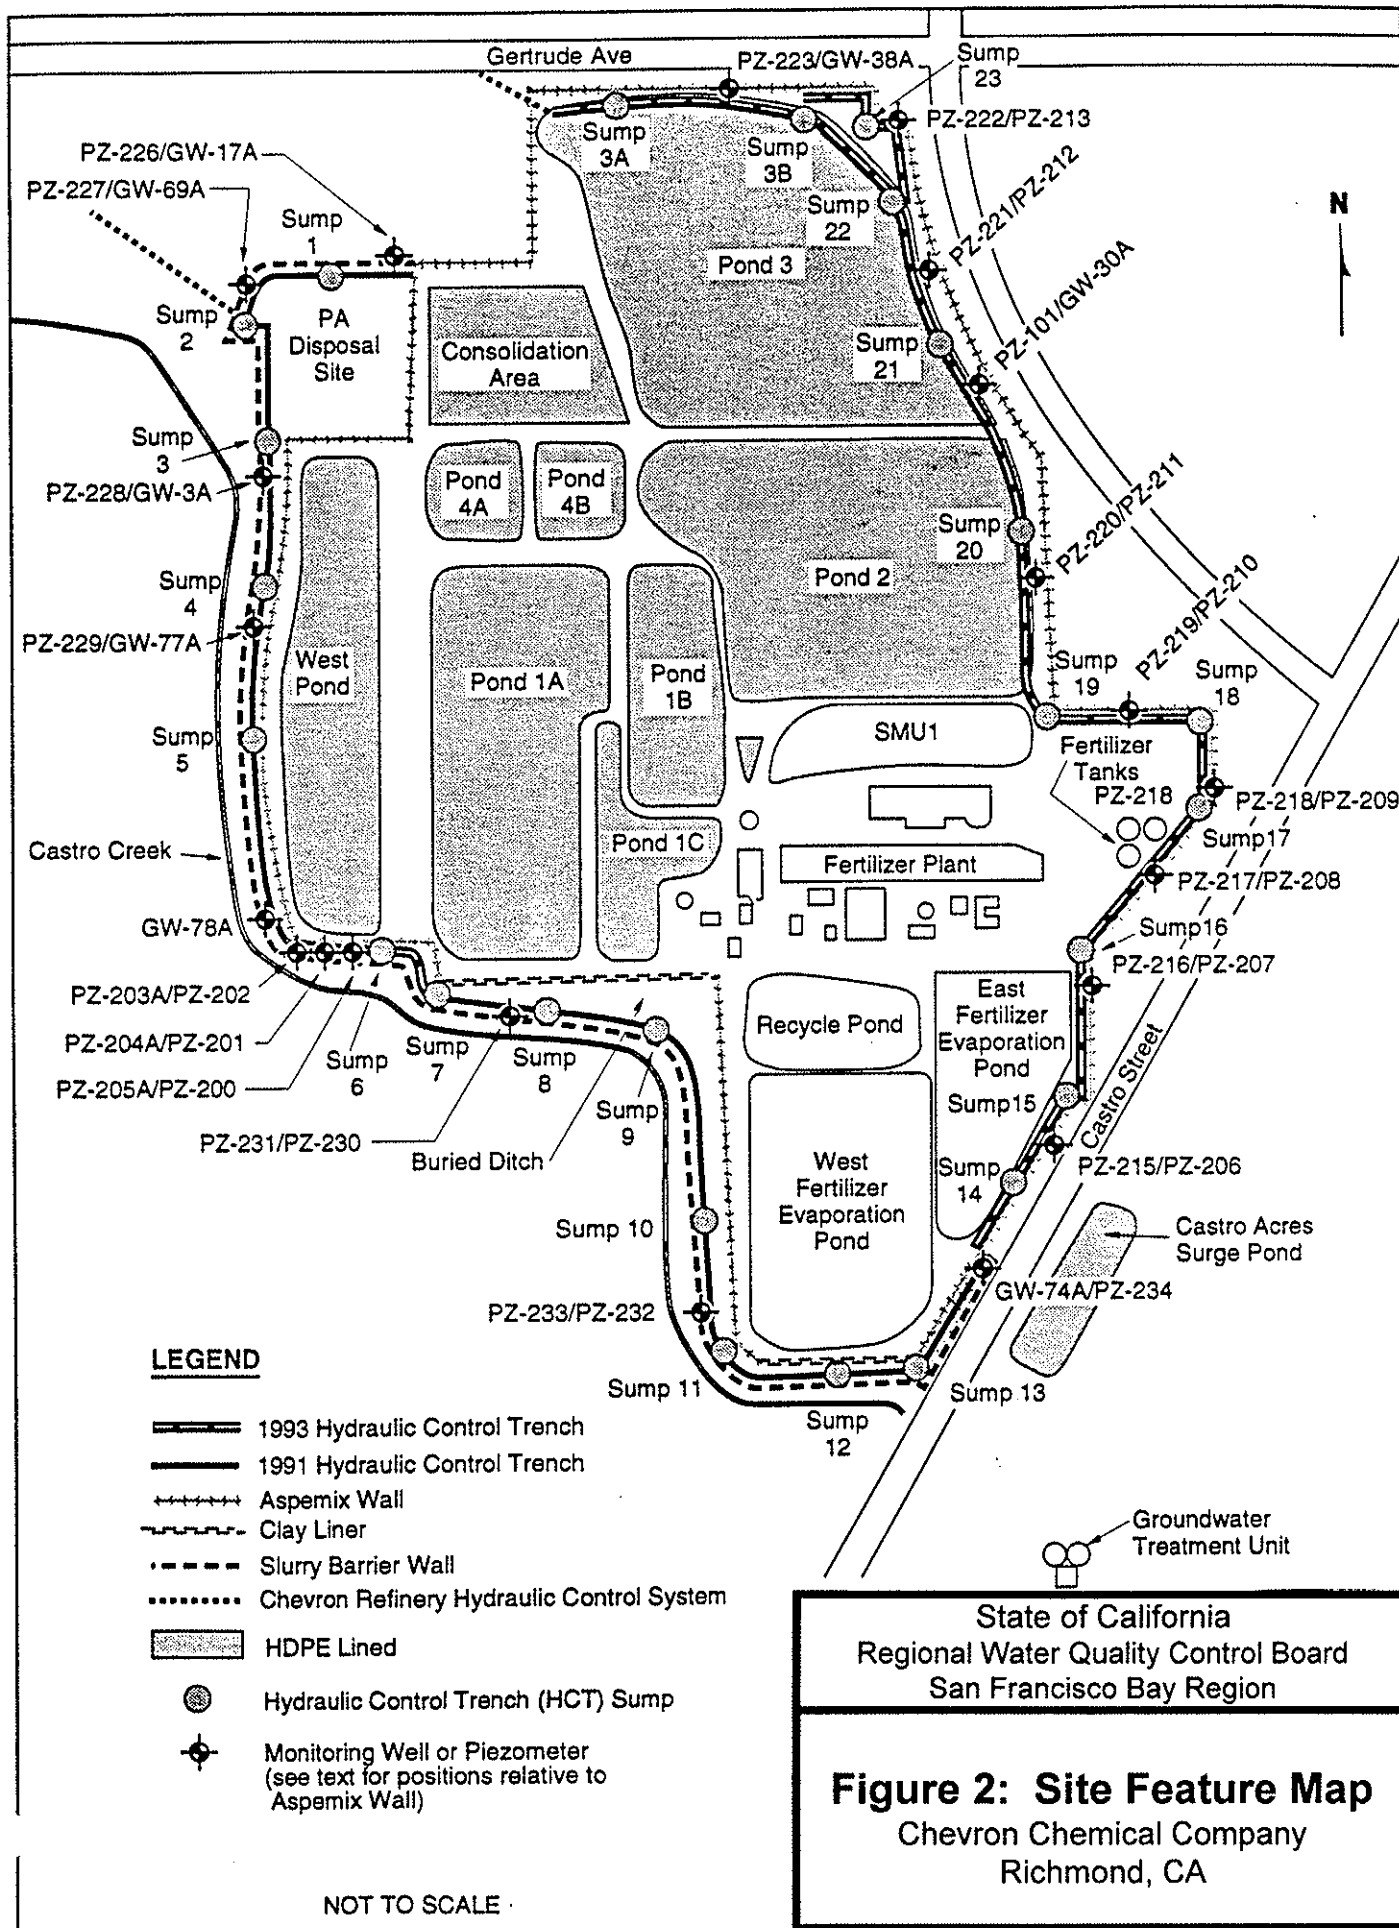 Gertrude Ave
PZ-223/GW-38A
Sump
23
PZ-222/PZ-213
Sump
3A
Sump
3B
PZ-226/GW-17A
PZ-227/GW-69A
Sump
1
Sump
22
PZ-221/PZ-212
N
Pond 3
PZ-101/GW-30A
Sump
2
PA
Disposal
Site
Consolidation
Area
Sump
21
Sump
3
PZ-228/GW-3A
Pond
4A
Pond
4B
PZ-220/PZ-211
Sump
20
Pond 2
Sump
4
PZ-229/GW-77A
PZ-219/PZ-210
West
Pond
Pond 1A
Pond
1B
Sump
19
Sump
18
Sump
5
SMU1
Fertilizer
Tanks
PZ-218
PZ-218/PZ-209
Sump17
Castro Creek
Pond 1C
Fertilizer Plant
PZ-217/PZ-208
GW-78A
Sump16
PZ-216/PZ-207
PZ-203A/PZ-202
PZ-204A/PZ-201
PZ-205A/PZ-200
Sump
6
Sump
7
Sump
8
Sump
9
Recycle Pond
East
Fertilizer
Evaporation
Pond
Castro Street
Sump15
PZ-231/PZ-230
Buried Ditch
PZ-215/PZ-206
Sump
14
West
Fertilizer
Evaporation
Pond
Sump 10
Castro Acres
Surge Pond
GW-74A/PZ-234
PZ-233/PZ-232
Sump 11
Sump
12
Sump 13
LEGEND
1993 Hydraulic Control Trench
1991 Hydraulic Control Trench
Aspemix Wall
Clay Liner
Slurry Barrier Wall
Chevron Refinery Hydraulic Control System
HDPE Lined
Hydraulic Control Trench (HCT) Sump
Monitoring Well or Piezometer
(see text for positions relative to
Aspemix Wall)
NOT TO SCALE
Groundwater
Treatment Unit
State of California
Regional Water Quality Control Board
San Francisco Bay Region
Figure 2: Site Feature Map
Chevron Chemical Company
Richmond, CA